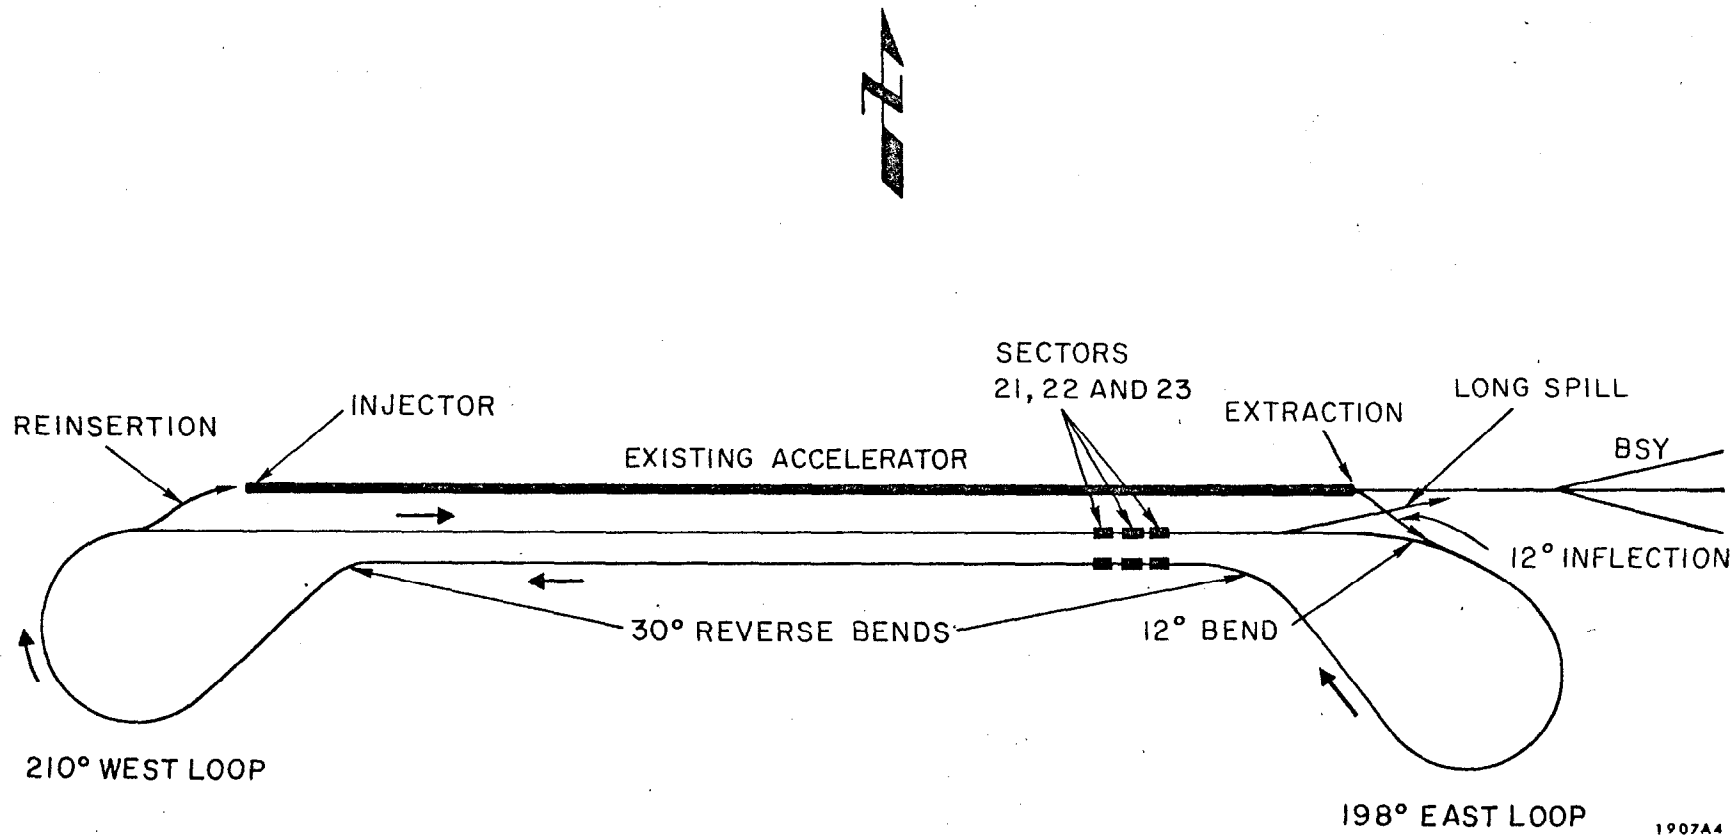 N
SECTORS
21, 22 AND 23
LONG SPILL
EXTRACTION
INJECTOR
REINSERTION
BSY
EXISTING ACCELERATOR
12° INFLECTION
30° REVERSE BENDS
12° BEND
210° WEST LOOP
198° EAST LOOP
1907A4